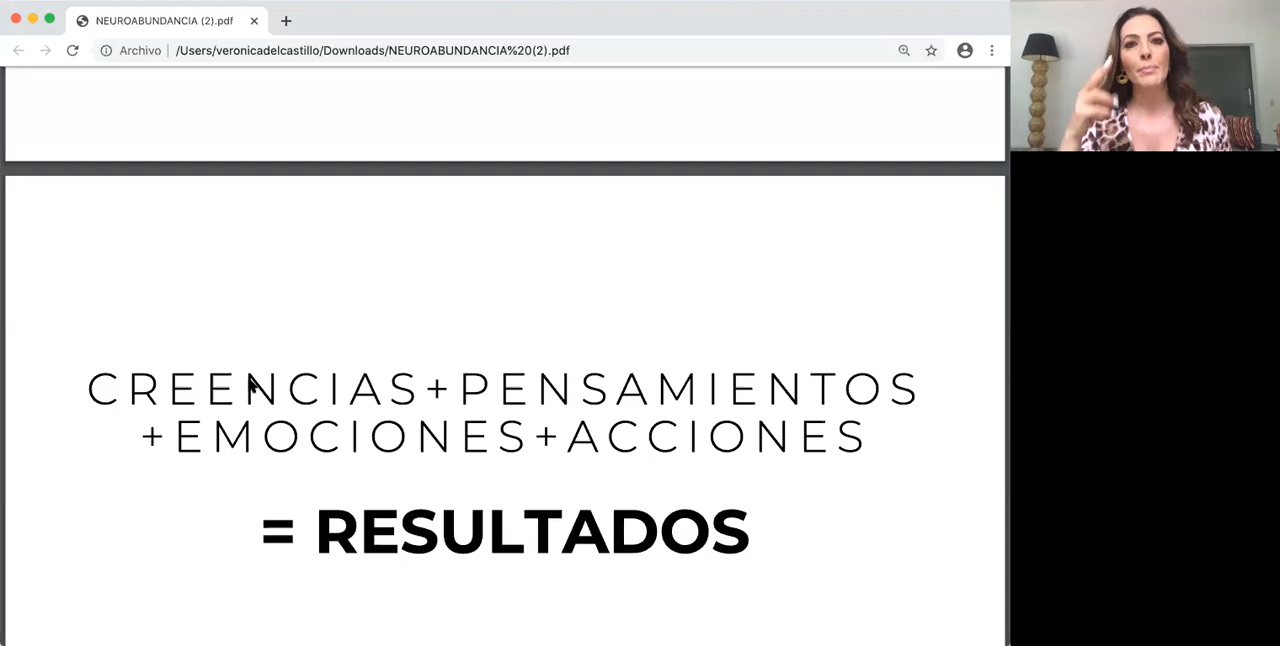 NEUROABUNDANCIA (2).pdf
Archivo | /Users/veronicadelcastillo/Downloads/NEUROABUNDANCIA%20(2).pdf
CREENCIAS+PENSAMIENTOS
+EMOCIONES+ACCIONES
= RESULTADOS